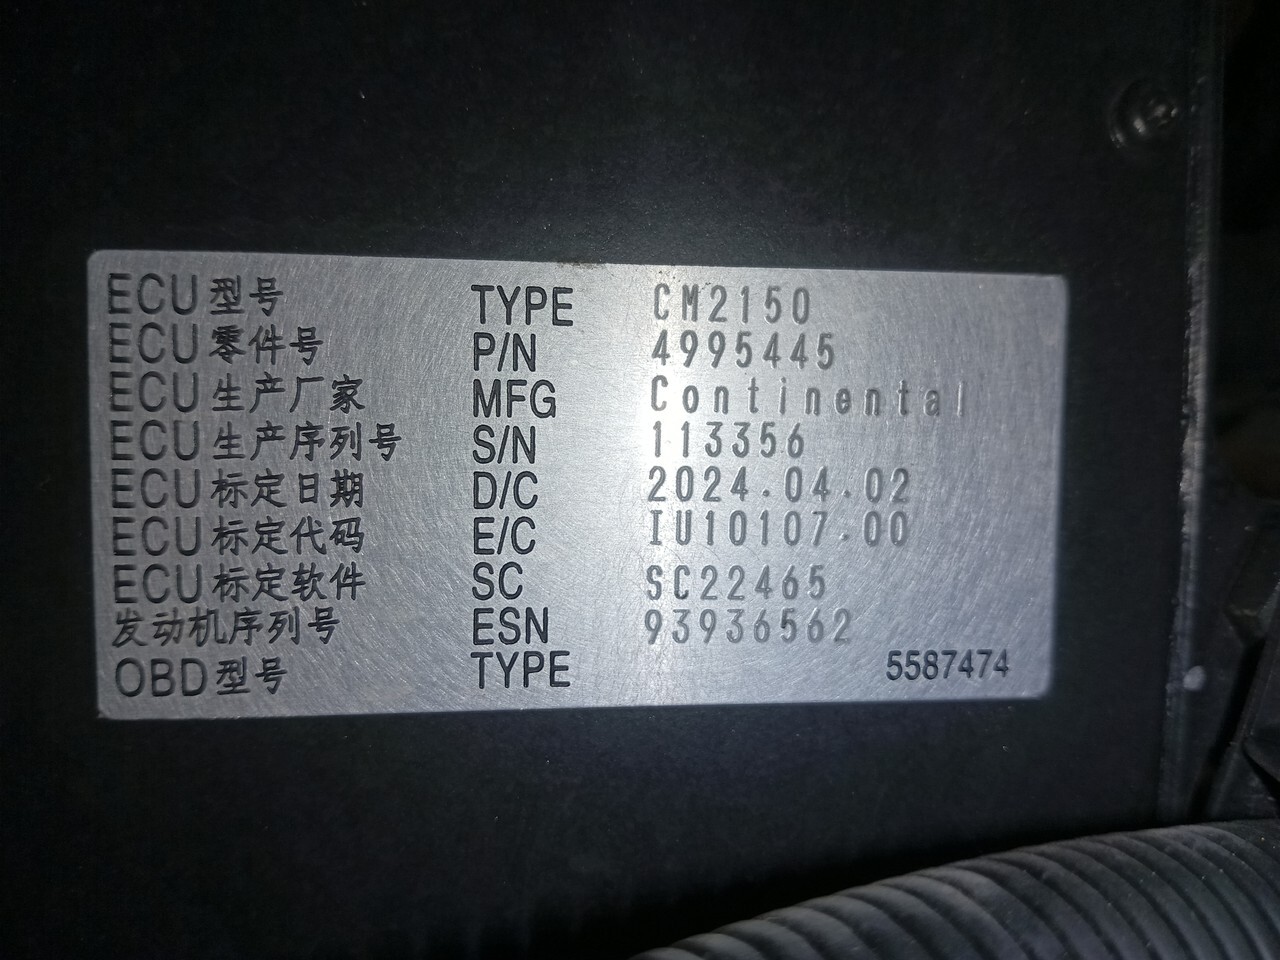 ECU型号 TYPE CM2150
ECU零件号 P/N 4995445
ECU生产厂家 MFG Continental
ECU生产序列号 S/N 113356
ECU标定日期 D/C 2024.04.02
ECU标定代码 E/C IU10107.00
ECU标定软件 SC SC22465
发动机序列号 ESN 93936562
OBD型号 TYPE 5587474